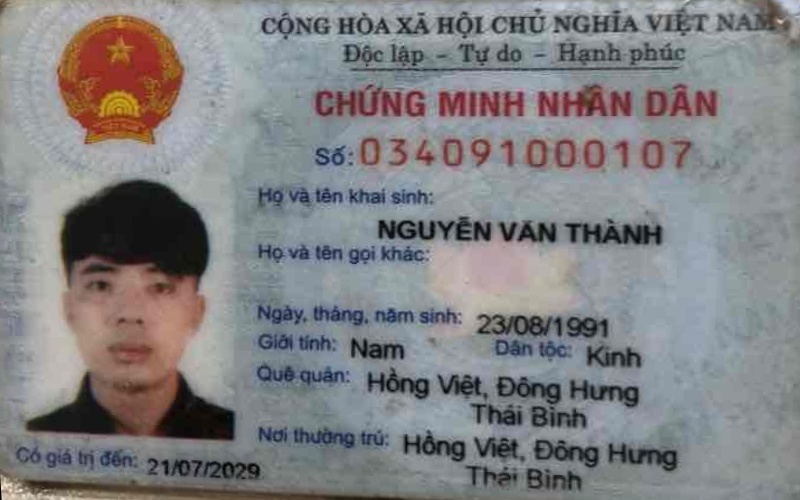 CỘNG HÒA XÃ HỘI CHỦ NGHĨA VIỆT NAM
Độc lập - Tự do - Hạnh phúc
CHỨNG MINH NHÂN DÂN
Số: 034091000107
Họ và tên khai sinh:
NGUYỄN VĂN THÀNH
Họ và tên gọi khác:
Ngày, tháng, năm sinh: 23/08/1991
Giới tính: Nam Dân tộc: Kinh
Quê quán: Hồng Việt, Đông Hưng
Thái Bình
Nơi thường trú: Hồng Việt, Đông Hưng
Thái Bình
Có giá trị đến: 21/07/2029